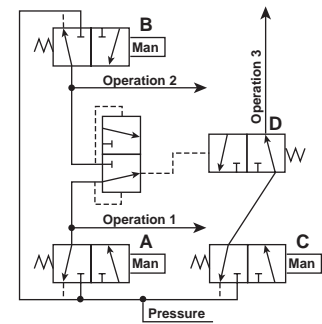 B
Man
Operation 2
Operation 3
D
Operation 1
A
Man
C
Man
Pressure